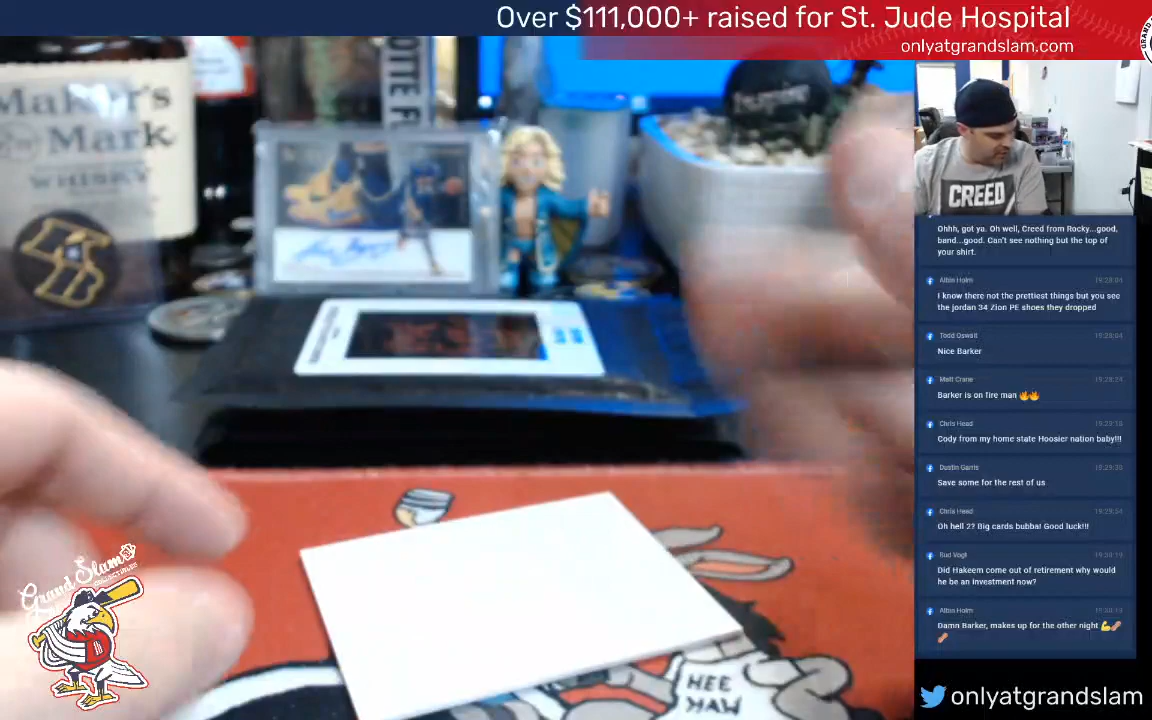 Over $111,000+ raised for St. Jude Hospital
onlyatgrandslam.com
Maker's
Mark
WHISKY
OTTE FL
CREED
Ohhh, got ya. Oh well, Creed from Rocky...good,
band...good. Can't see nothing but the top of
your shirt.
Albin Holm
I know there not the prettiest things but you see
the jordan 34 Zion PE shoes they dropped
Todd Oswalt
Nice Barker
Matt Crane
Barker is on fire man 🔥🔥
Chris Head
Cody from my home state Hoosier nation baby!!!
Dustin Garris
Save some for the rest of us
Chris Head
Oh hell 2? Big cards bubba! Good luck!!!
Bud Vogt
Did Hakeem come out of retirement why would
he be an investment now?
Albin Holm
Damn Barker, makes up for the other night
HEE
HAW
Grand Slam
COLLECTIBLES
onlyatgrandslam